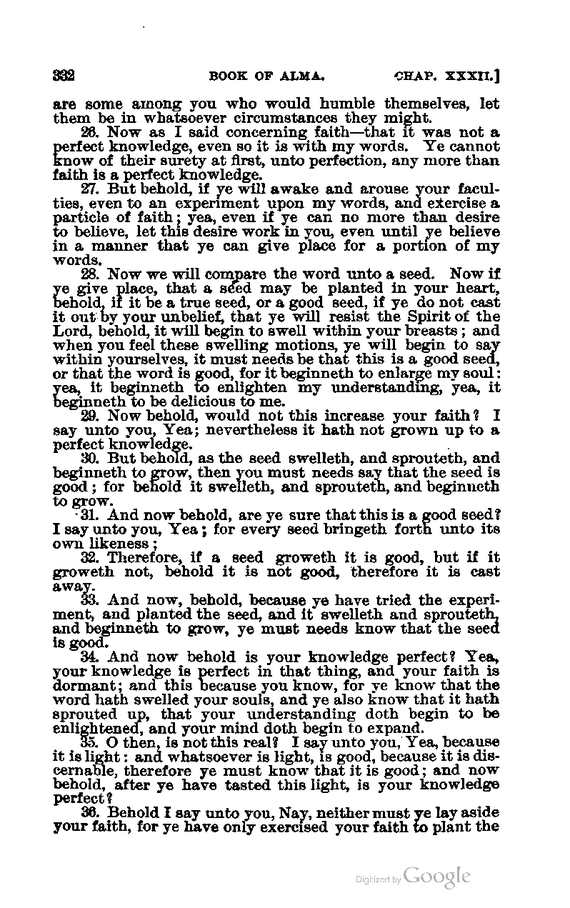 332 BOOK OF ALMA. CHAP. XXXII.]
are some among you who would humble themselves, let
them be in whatsoever circumstances they might.
26. Now as I said concerning faith—that it was not a
perfect knowledge, even so it is with my words. Ye cannot
know of their surety at first, unto perfection, any more than
faith is a perfect knowledge.
27. But behold, if ye will awake and arouse your facul-
ties, even to an experiment upon my words, and exercise a
particle of faith; yea, even if ye can no more than desire
to believe, let this desire work in you, even until ye believe
in a manner that ye can give place for a portion of my
words.
28. Now we will compare the word unto a seed. Now if
ye give place, that a seed may be planted in your heart,
behold, if it be a true seed, or a good seed, if ye do not cast
it out by your unbelief, that ye will resist the Spirit of the
Lord, behold, it will begin to swell within your breasts; and
when you feel these swelling motions, ye will begin to say
within yourselves, it must needs be that this is a good seed,
or that the word is good, for it beginneth to enlarge my soul:
yea, it beginneth to enlighten my understanding, yea, it
beginneth to be delicious to me.
29. Now behold, would not this increase your faith? I
say unto you, Yea; nevertheless it hath not grown up to a
perfect knowledge.
30. But behold, as the seed swelleth, and sprouteth, and
beginneth to grow, then you must needs say that the seed is
good; for behold it swelleth, and sprouteth, and beginneth
to grow.
31. And now behold, are ye sure that this is a good seed?
I say unto you, Yea; for every seed bringeth forth unto its
own likeness;
32. Therefore, if a seed groweth it is good, but if it
groweth not, behold it is not good, therefore it is cast
away.
33. And now, behold, because ye have tried the experi-
ment, and planted the seed, and it swelleth and sprouteth,
and beginneth to grow, ye must needs know that the seed
is good.
34. And now behold is your knowledge perfect? Yea,
your knowledge is perfect in that thing, and your faith is
dormant; and this because you know, for ye know that the
word hath swelled your souls, and ye also know that it hath
sprouted up, that your understanding doth begin to be
enlightened, and your mind doth begin to expand.
35. O then, is not this real? I say unto you, Yea, because
it is light: and whatsoever is light, is good, because it is dis-
cernable, therefore ye must know that it is good; and now
behold, after ye have tasted this light, is your knowledge
perfect?
36. Behold I say unto you, Nay, neither must ye lay aside
your faith, for ye have only exercised your faith to plant the
Digitized by Google